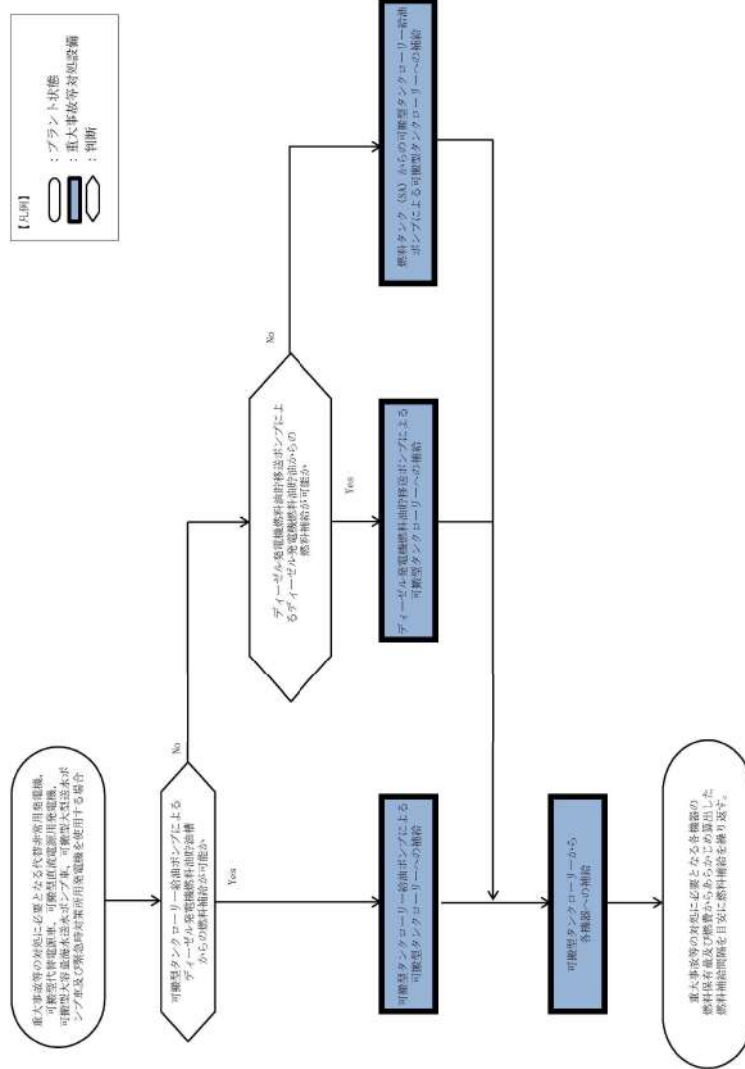 【凡例】
：プラント状態
：重大事故等対処設備
：判断
重大事故等の対処に必要となる代替非常用発電機，
可搬型代替電源車，可搬型直流電源用発電機，
可搬型大容量海水送水ポンプ車，可搬型大型送水ポ
ンプ車及び緊急時対策所用発電機を使用する場合
可搬型タンクローリー給油ポンプによる
ディーゼル発電機燃料油貯油槽
からの燃料補給が可能か
No
Yes
ディーゼル発電機燃料油貯移送ポンプによ
るディーゼル発電機燃料油貯油からの
燃料補給が可能か
No
Yes
可搬型タンクローリー給油ポンプによる
可搬型タンクローリーへの補給
ディーゼル発電機燃料油貯移送ポンプによる
可搬型タンクローリーへの補給
燃料タンク（SA）からの可搬型タンクローリー給油
ポンプによる可搬型タンクローリーへの補給
可搬型タンクローリーから
各機器への補給
重大事故等の対処に必要となる各機器の
燃料保有量及び燃費からあらかじめ算出した
燃料補給間隔を目安に燃料補給を繰り返す。